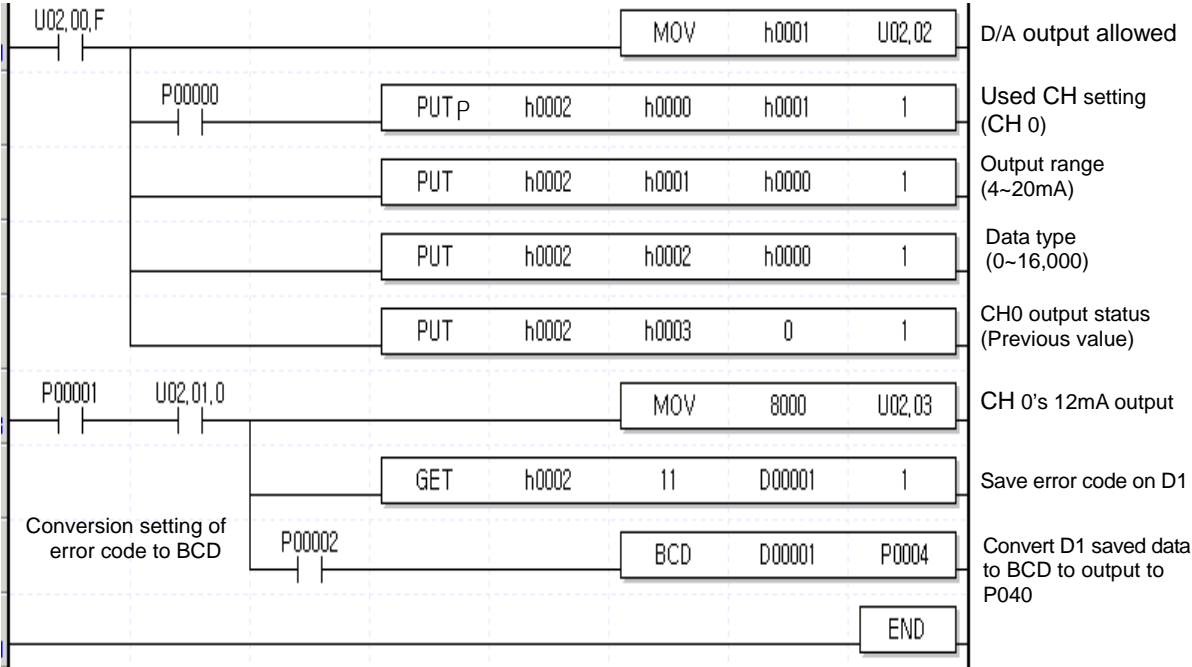 U02,00,F
MOV h0001 U02,02
D/A output allowed
P00000
PUTP h0002 h0000 h0001 1
Used CH setting
(CH 0)
PUT h0002 h0001 h0000 1
Output range
(4~20mA)
PUT h0002 h0002 h0000 1
Data type
(0~16,000)
PUT h0002 h0003 0 1
CH0 output status
(Previous value)
P00001 U02,01,0
MOV 8000 U02,03
CH 0's 12mA output
GET h0002 11 D00001 1
Save error code on D1
Conversion setting of
error code to BCD
P00002
BCD D00001 P0004
Convert D1 saved data
to BCD to output to
P040
END